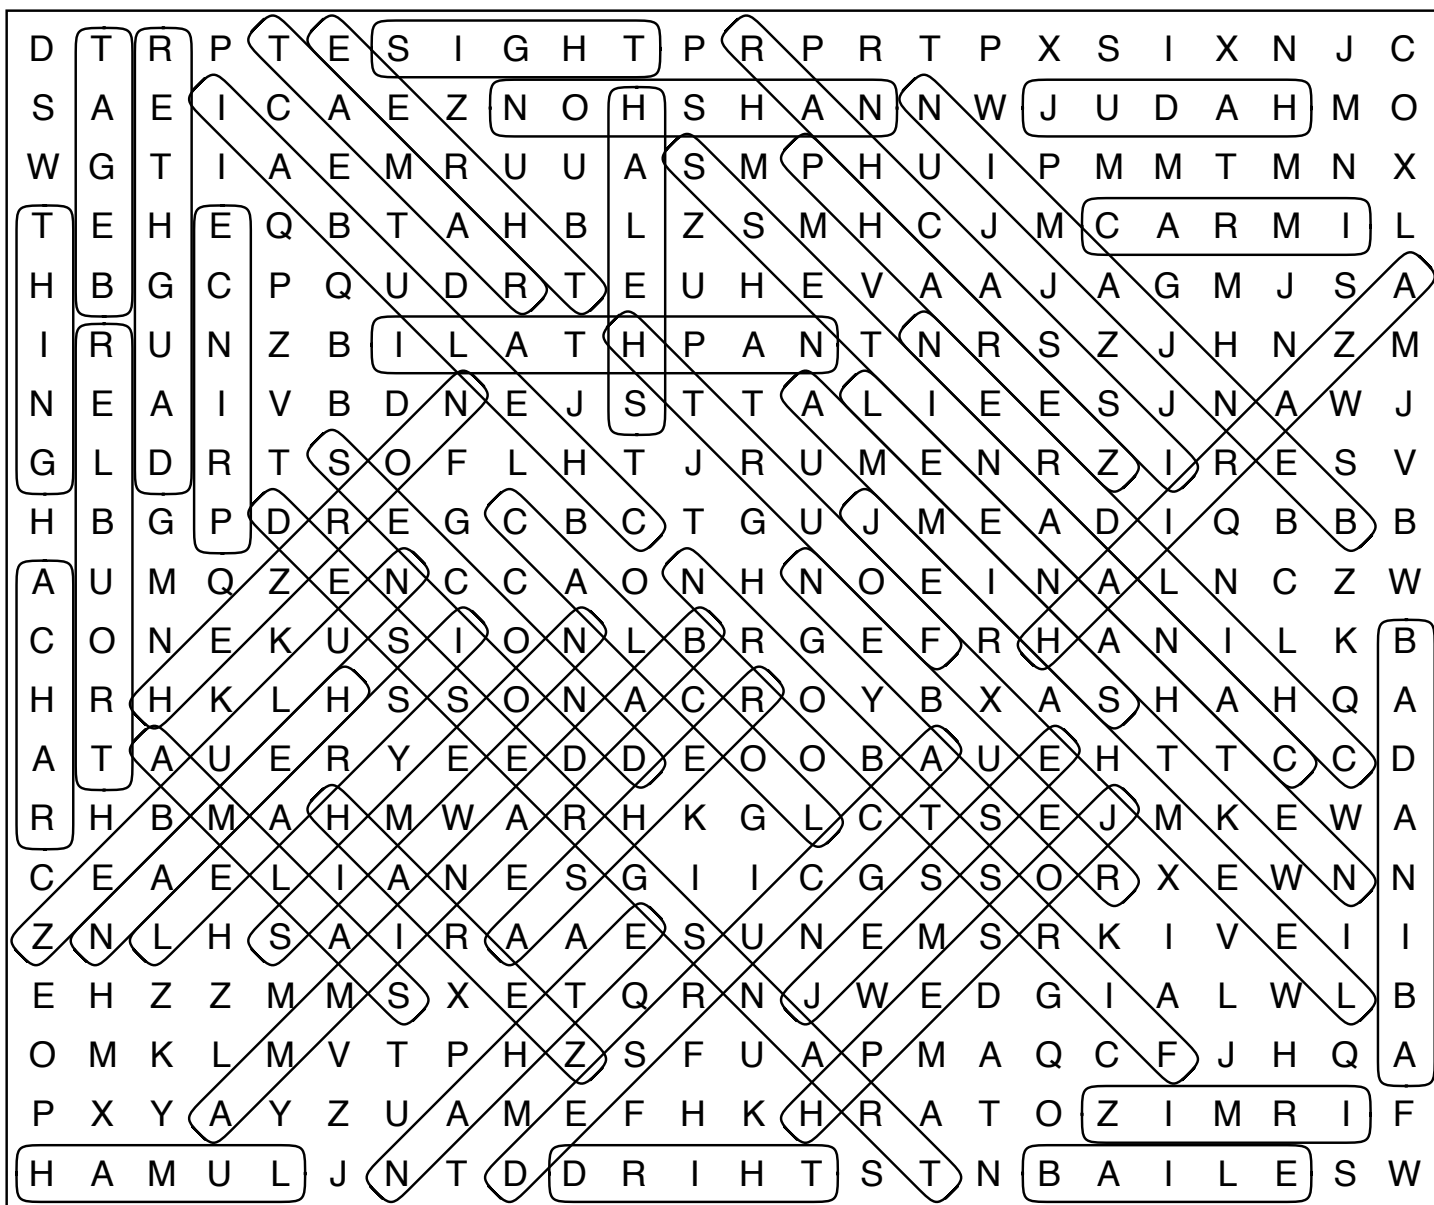 D T R P T E S I G H T P R P R T P X S I X N J C
S A E I C A E Z N O H S H A N N W J U D A H M O
W G T I A E M R U U A S M P H U I P M M T M N X
T E H E Q B T A H B L Z S M H C J M C A R M I L
H B G C P Q U D R T E U H E V A A J A G M J S A
I R U N Z B I L A T H P A N T N R S Z J H N Z M
N E A I V B D N E J S T T A L I E E S J N A W J
G L D R T S O F L H T J R U M E N R Z I R E S V
H B G P D R E G C B C T G U J M E A D I Q B B B
A U M Q Z E N C C A O N H N O E I N A L N C Z W
C O N E K U S I O N L B R G E F R H A N I L K B
H R H K L H S S O N A C R O Y B X A S H A H Q A
A T A U E R Y E E D D E O O B A U E H T T C C D
R H B M A H M W A R H K G L C T S E J M K E W A
C E A E L I A N E S G I I C G S S O R X E W N N
Z N L H S A I R A A E S U N E M S R K I V E I I
E H Z Z M M S X E T Q R N J W E D G I A L W L B
O M K L M V T P H Z S F U A P M A Q C F J H Q A
P X Y A Y Z U A M E F H K H R A T O Z I M R I F
H A M U L J N T D D R I H T S T N B A I L E S W